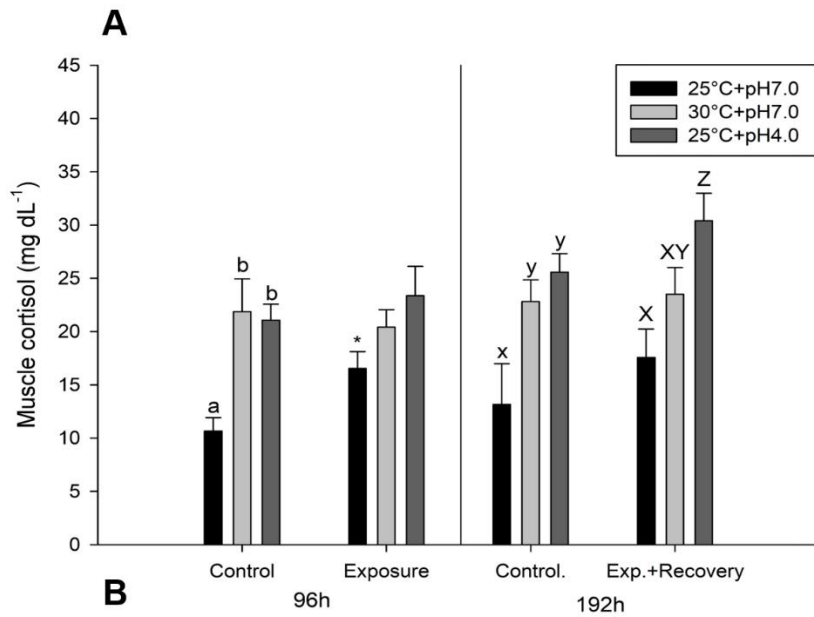 A
Muscle cortisol (mg dL⁻¹)
45
40
35
30
25
20
15
10
5
0
25°C+pH7.0
30°C+pH7.0
25°C+pH4.0
a
b
b
*
x
y
y
X
XY
Z
Control
Exposure
Control.
Exp.+Recovery
96h
192h
B